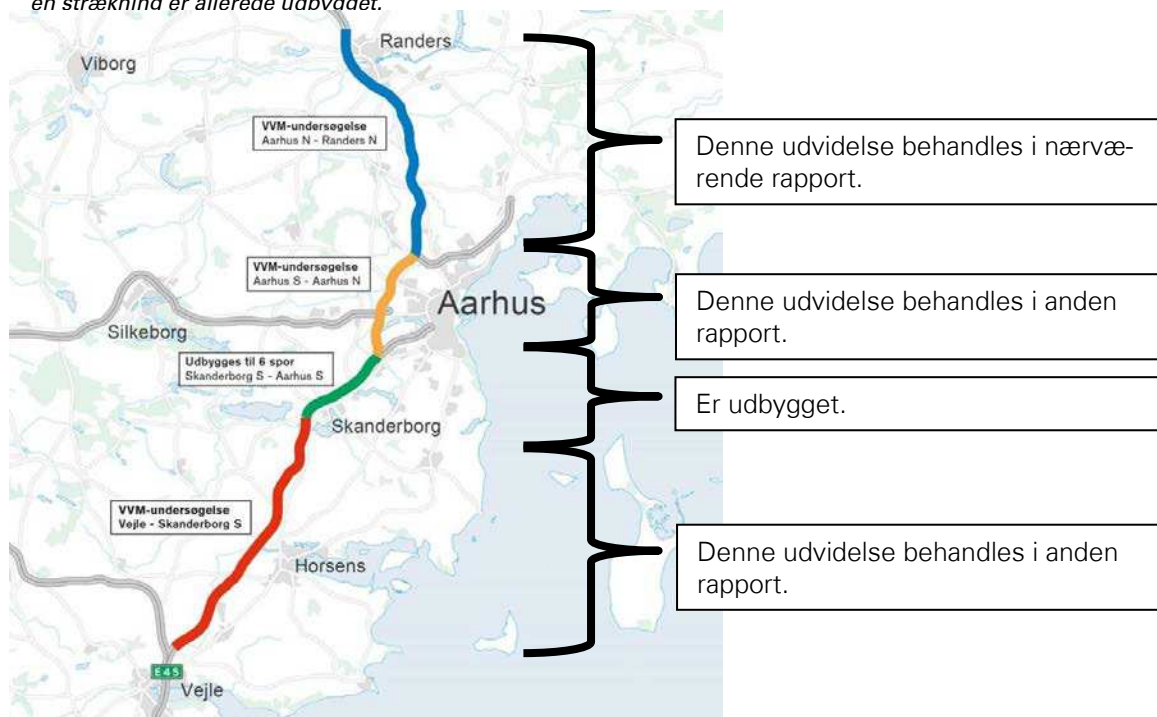 en strækning er allerede udbygget.
Randers
Viborg
VVM-undersøgelse
Aarhus N - Randers N
Denne udvidelse behandles i nærvæ-
rende rapport.
VVM-undersøgelse
Aarhus S - Aarhus N
Aarhus
Denne udvidelse behandles i anden
rapport.
Silkeborg
Udbygges til 6 spor
Skanderborg S - Aarhus S
Er udbygget.
Skanderborg
VVM-undersøgelse
Vejle - Skanderborg S
Horsens
Denne udvidelse behandles i anden
rapport.
E45
Vejle